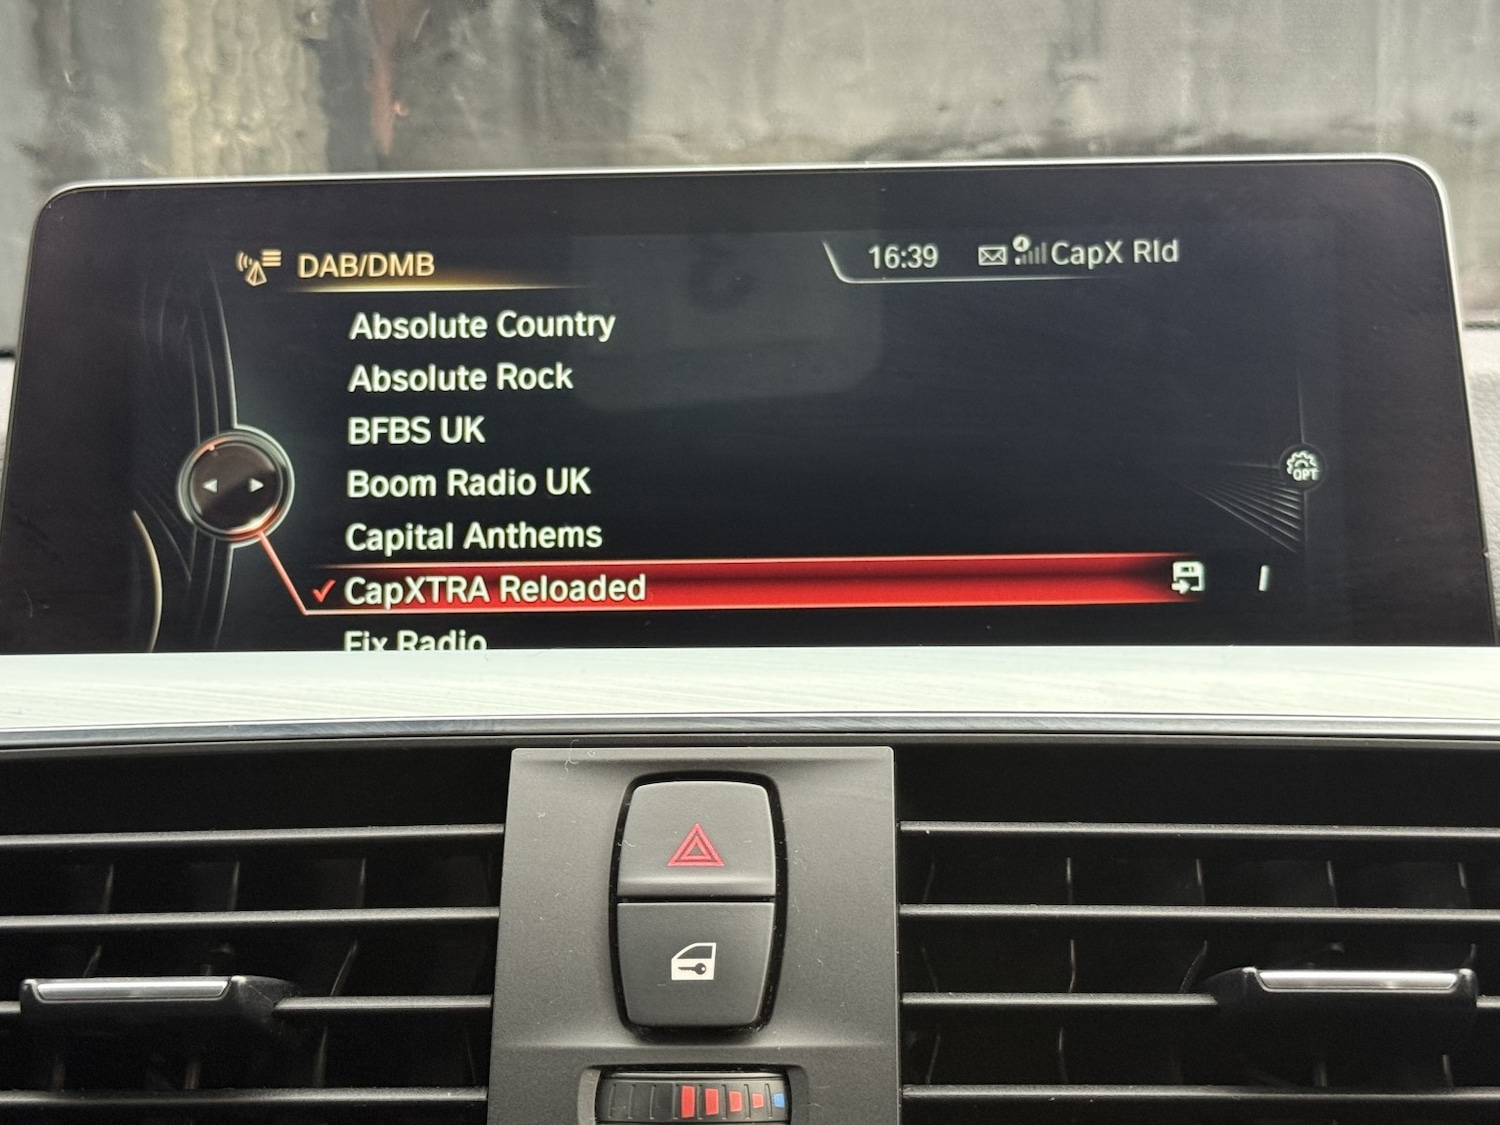 DAB/DMB
16:39 4 CapX Rld
Absolute Country
Absolute Rock
BFBS UK
Boom Radio UK
Capital Anthems
CapXTRA Reloaded
Fix Radio
OPT